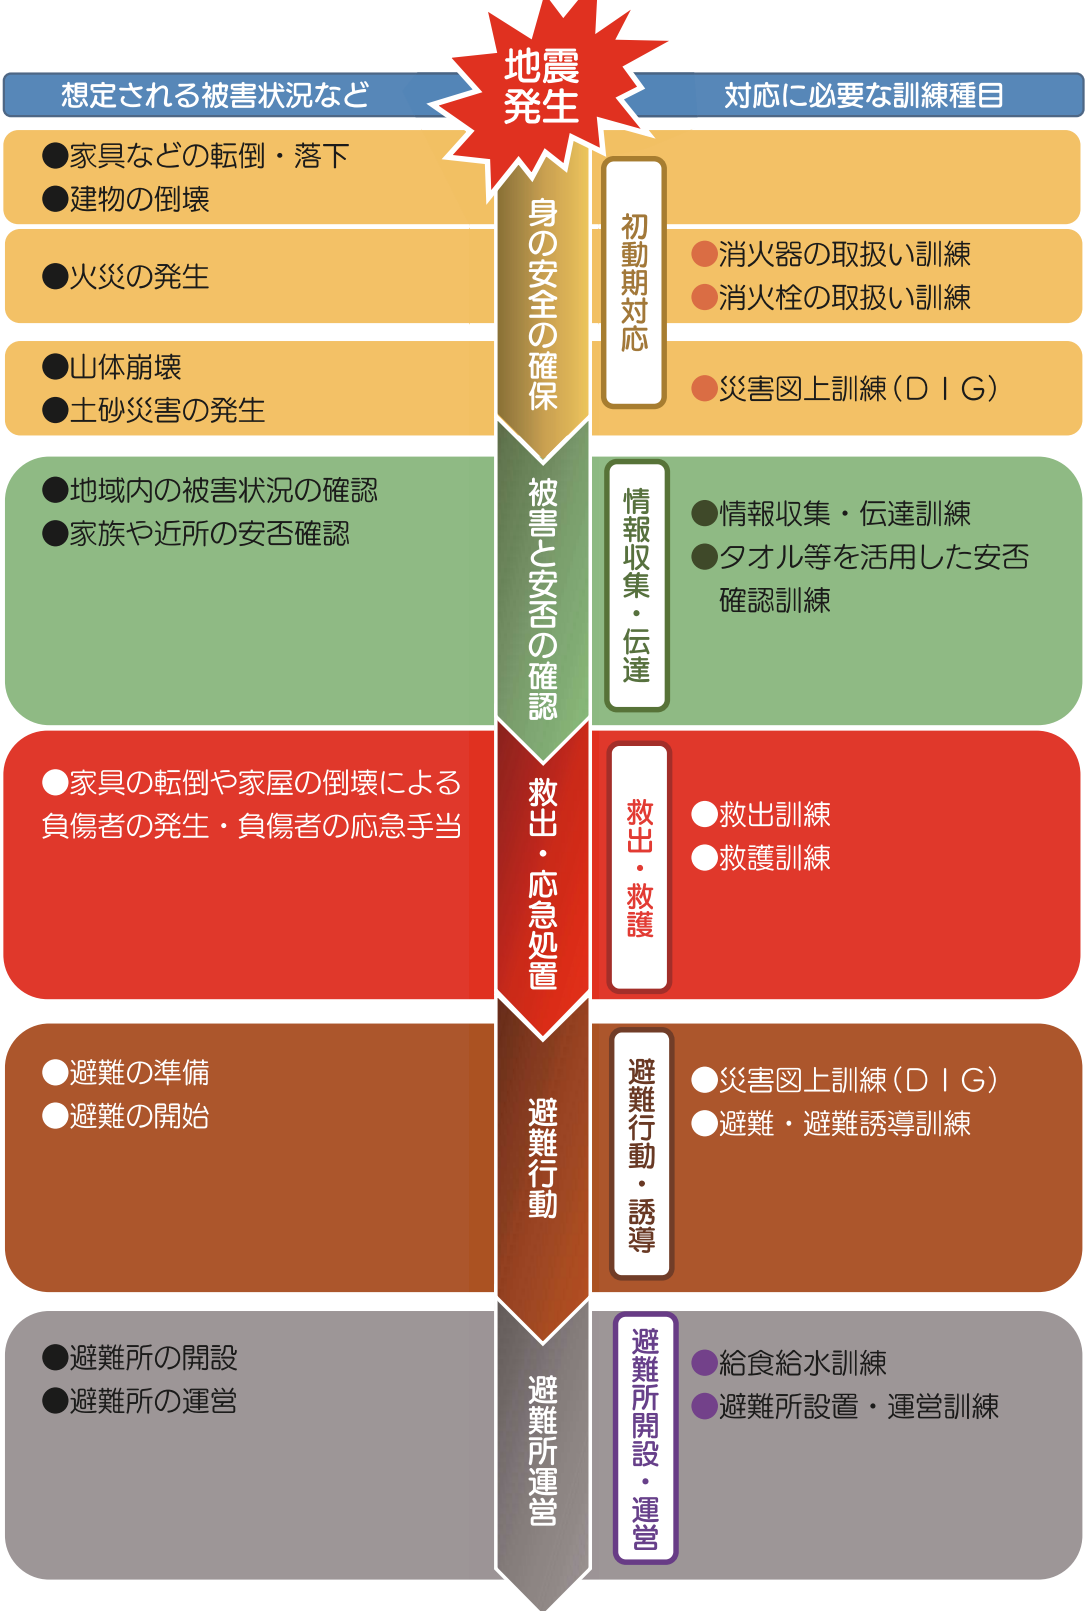 地震
発生
想定される被害状況など
対応に必要な訓練種目
●家具などの転倒・落下
●建物の倒壊
●火災の発生
●山体崩壊
●土砂災害の発生
身の安全の確保
初動期対応
●消火器の取扱い訓練
●消火栓の取扱い訓練
●災害図上訓練(ＤＩＧ)
●地域内の被害状況の確認
●家族や近所の安否確認
被害と安否の確認
情報収集・伝達
●情報収集・伝達訓練
●タオル等を活用した安否
確認訓練
●家具の転倒や家屋の倒壊による
負傷者の発生・負傷者の応急手当
救出・応急処置
救出・救護
●救出訓練
●救護訓練
●避難の準備
●避難の開始
避難行動
避難行動・誘導
●災害図上訓練(ＤＩＧ)
●避難・避難誘導訓練
●避難所の開設
●避難所の運営
避難所運営
避難所開設・運営
●給食給水訓練
●避難所設置・運営訓練